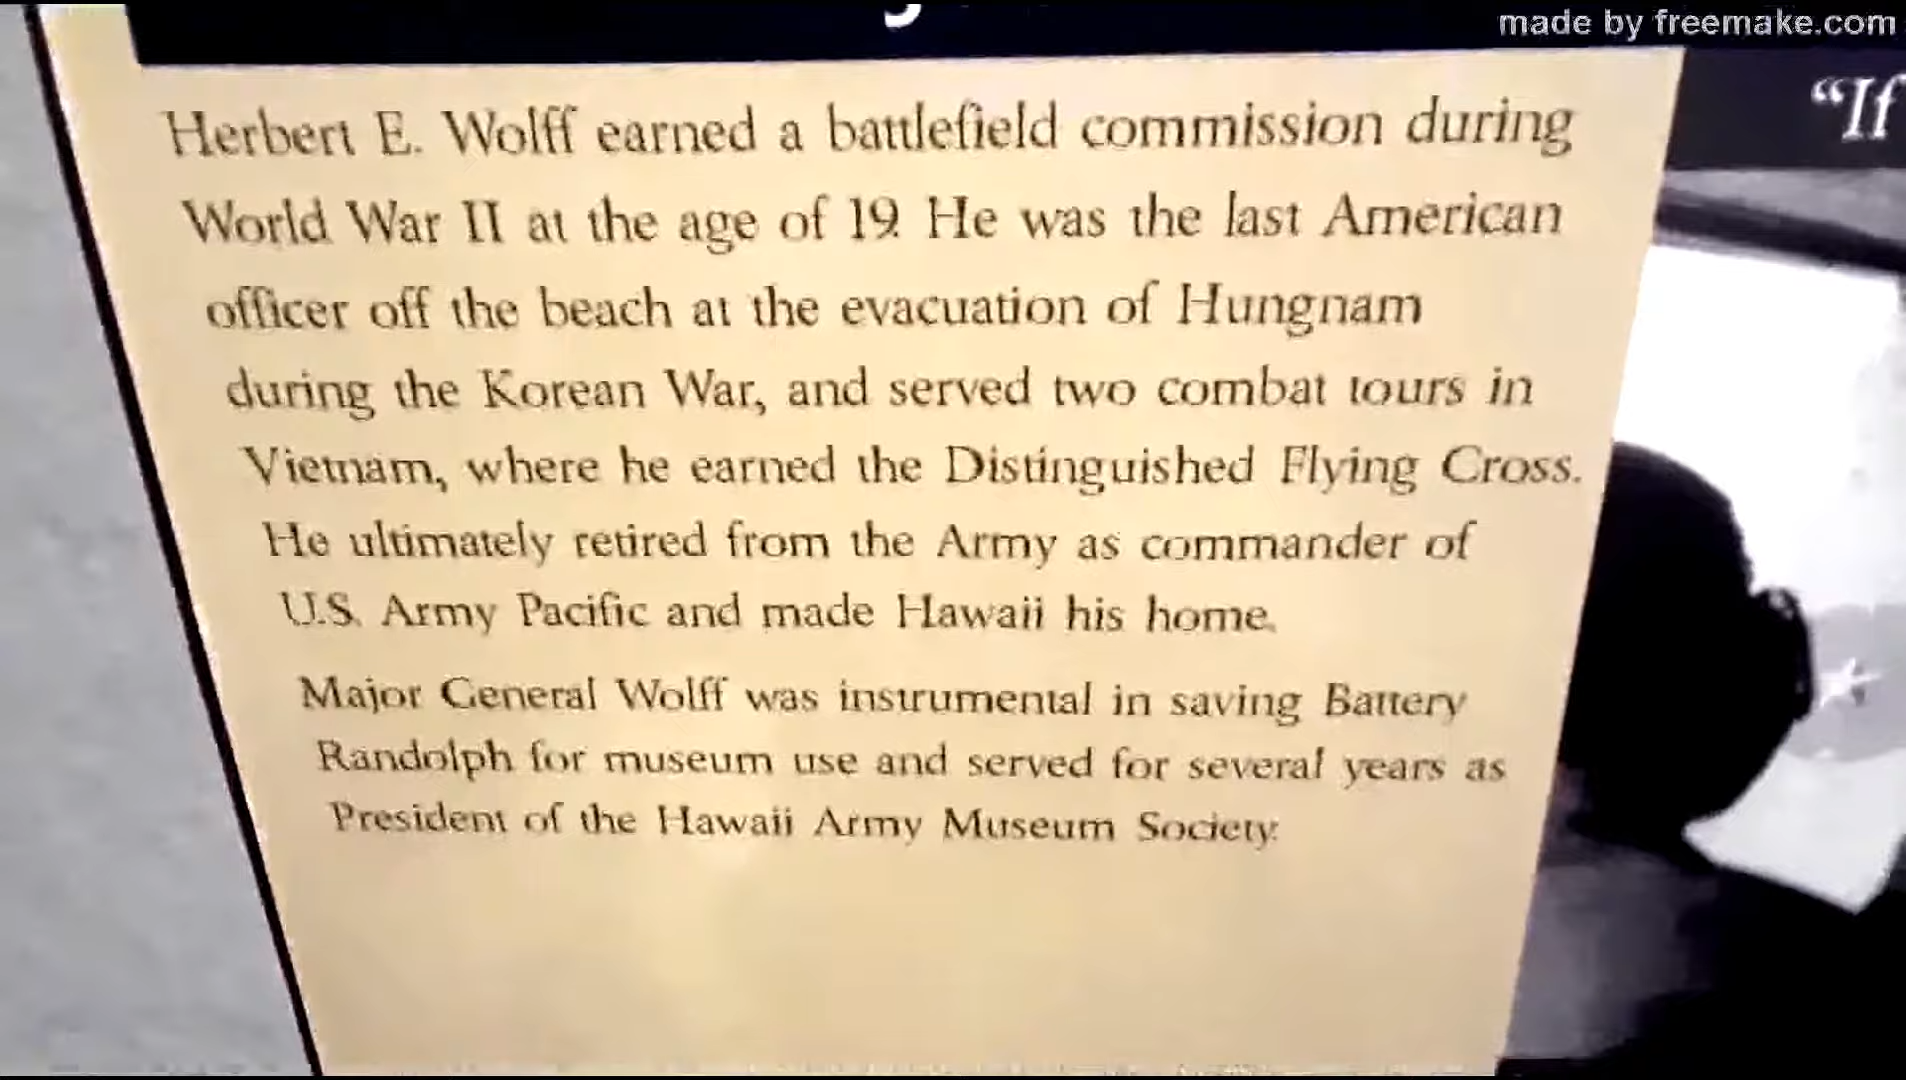 made by freemake.com
"If
Herbert E. Wolff earned a battlefield commission during
World War II at the age of 19. He was the last American
officer off the beach at the evacuation of Hungnam
during the Korean War, and served two combat tours in
Vietnam, where he earned the Distinguished Flying Cross.
He ultimately retired from the Army as commander of
U.S. Army Pacific and made Hawaii his home.
Major General Wolff was instrumental in saving Battery
Randolph for museum use and served for several years as
President of the Hawaii Army Museum Society.